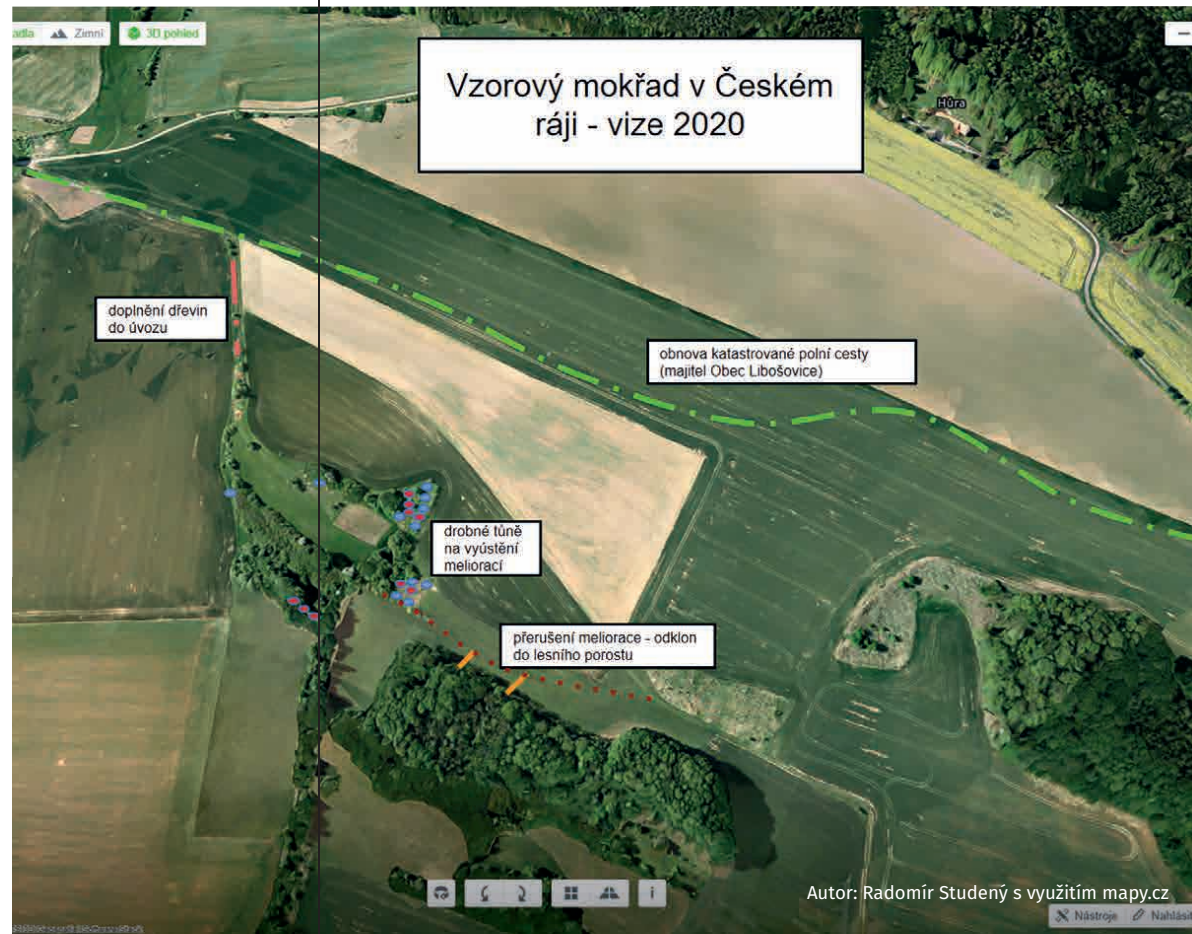 adla Zimní 3D pohled
Vzorový mokřad v Českém
ráji - vize 2020
Hůra
doplnění dřevin
do úvozu
obnova katastrované polní cesty
(majitel Obec Libošovice)
drobné tůně
na vyústění
meliorací
přerušení meliorace - odklon
do lesního porostu
i
Autor: Radomír Studený s využitím mapy.cz
Nástroje Nahlásit